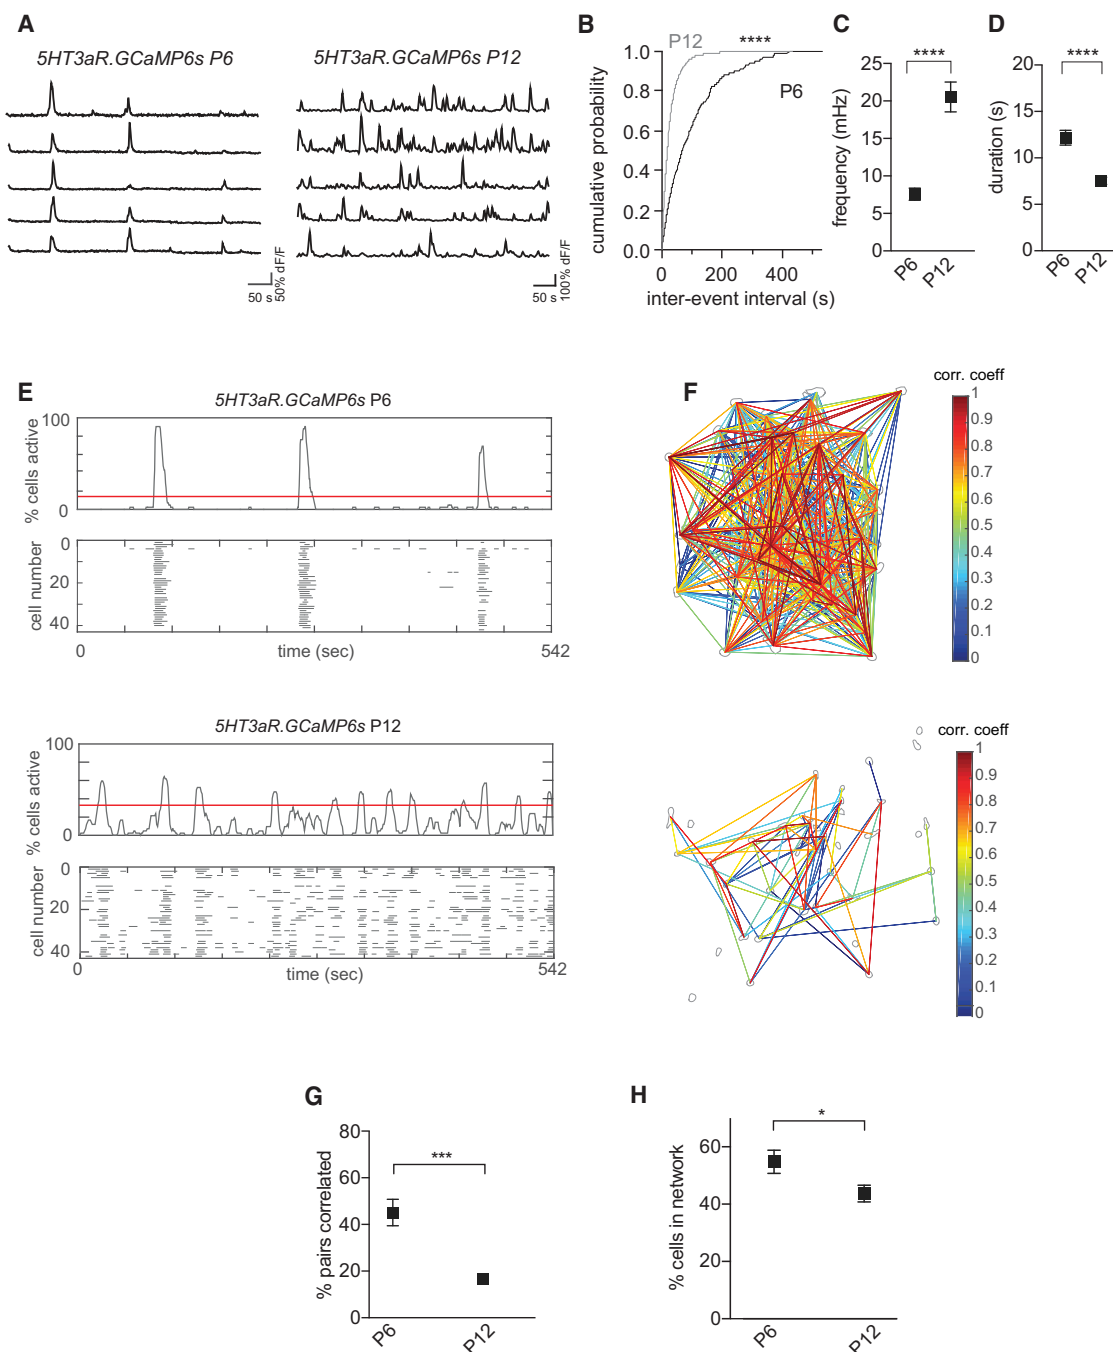 A
5HT3aR.GCaMP6s P6
5HT3aR.GCaMP6s P12
50 s
50% dF/F
50 s
100% dF/F
B
P12
****
P6
cumulative probability
1.0
0.8
0.6
0.4
0.2
0.0
0 200 400
inter-event interval (s)
C
****
frequency (mHz)
25
20
15
10
5
0
P6
P12
D
****
duration (s)
20
15
10
5
0
P6
P12
E
5HT3aR.GCaMP6s P6
% cells active
100
0
cell number
0
20
40
0 time (sec) 542
5HT3aR.GCaMP6s P12
% cells active
100
0
cell number
0
20
40
0 time (sec) 542
F
corr. coeff
1
0.9
0.8
0.7
0.6
0.5
0.4
0.3
0.2
0.1
0
corr. coeff
1
0.9
0.8
0.7
0.6
0.5
0.4
0.3
0.2
0.1
0
G
***
% pairs correlated
80
60
40
20
0
P6
P12
H
*
% cells in network
60
40
20
0
P6
P12